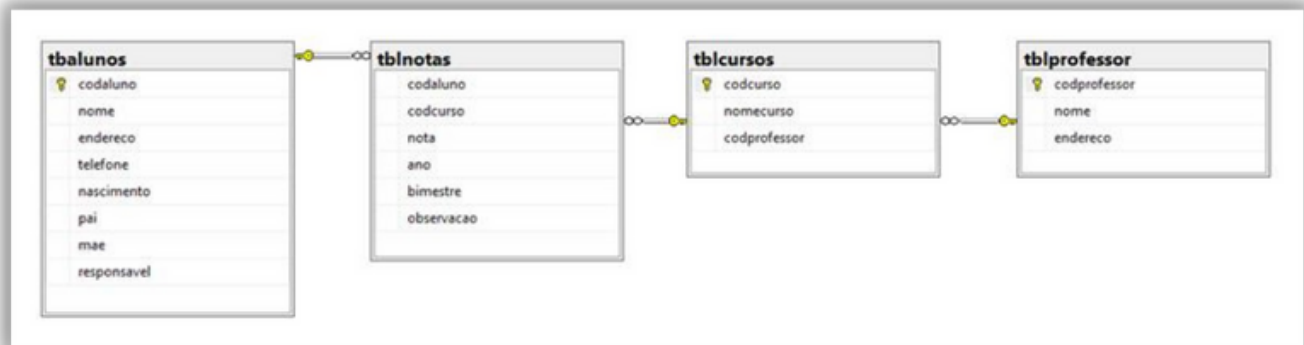 tbalunos
codaluno
nome
endereco
telefone
nascimento
pai
mae
responsavel
tblnotas
codaluno
codcurso
nota
ano
bimestre
observacao
tblcursos
codcurso
nomecurso
codprofessor
tblprofessor
codprofessor
nome
endereco